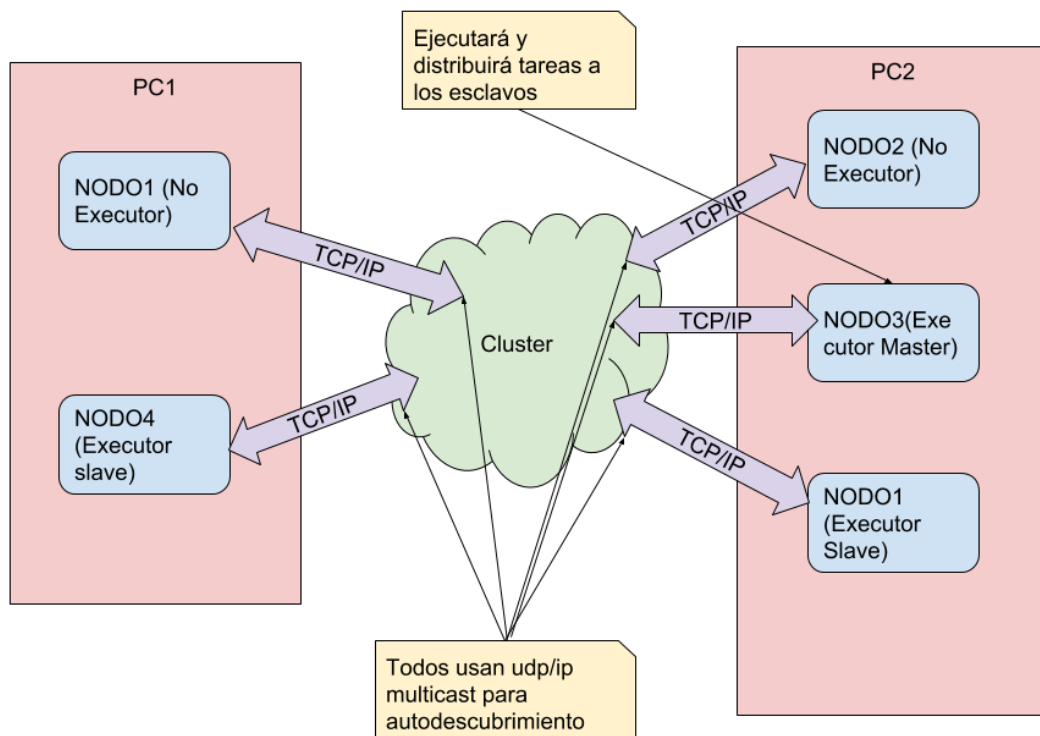 Ejecutará y
distribuirá tareas a
los esclavos
PC1
NODO1 (No
Executor)
TCP/IP
NODO4
(Executor
slave)
TCP/IP
Cluster
PC2
NODO2 (No
Executor)
TCP/IP
NODO3(Exe
cutor Master)
TCP/IP
NODO1
(Executor
Slave)
TCP/IP
Todos usan udp/ip
multicast para
autodescubrimiento